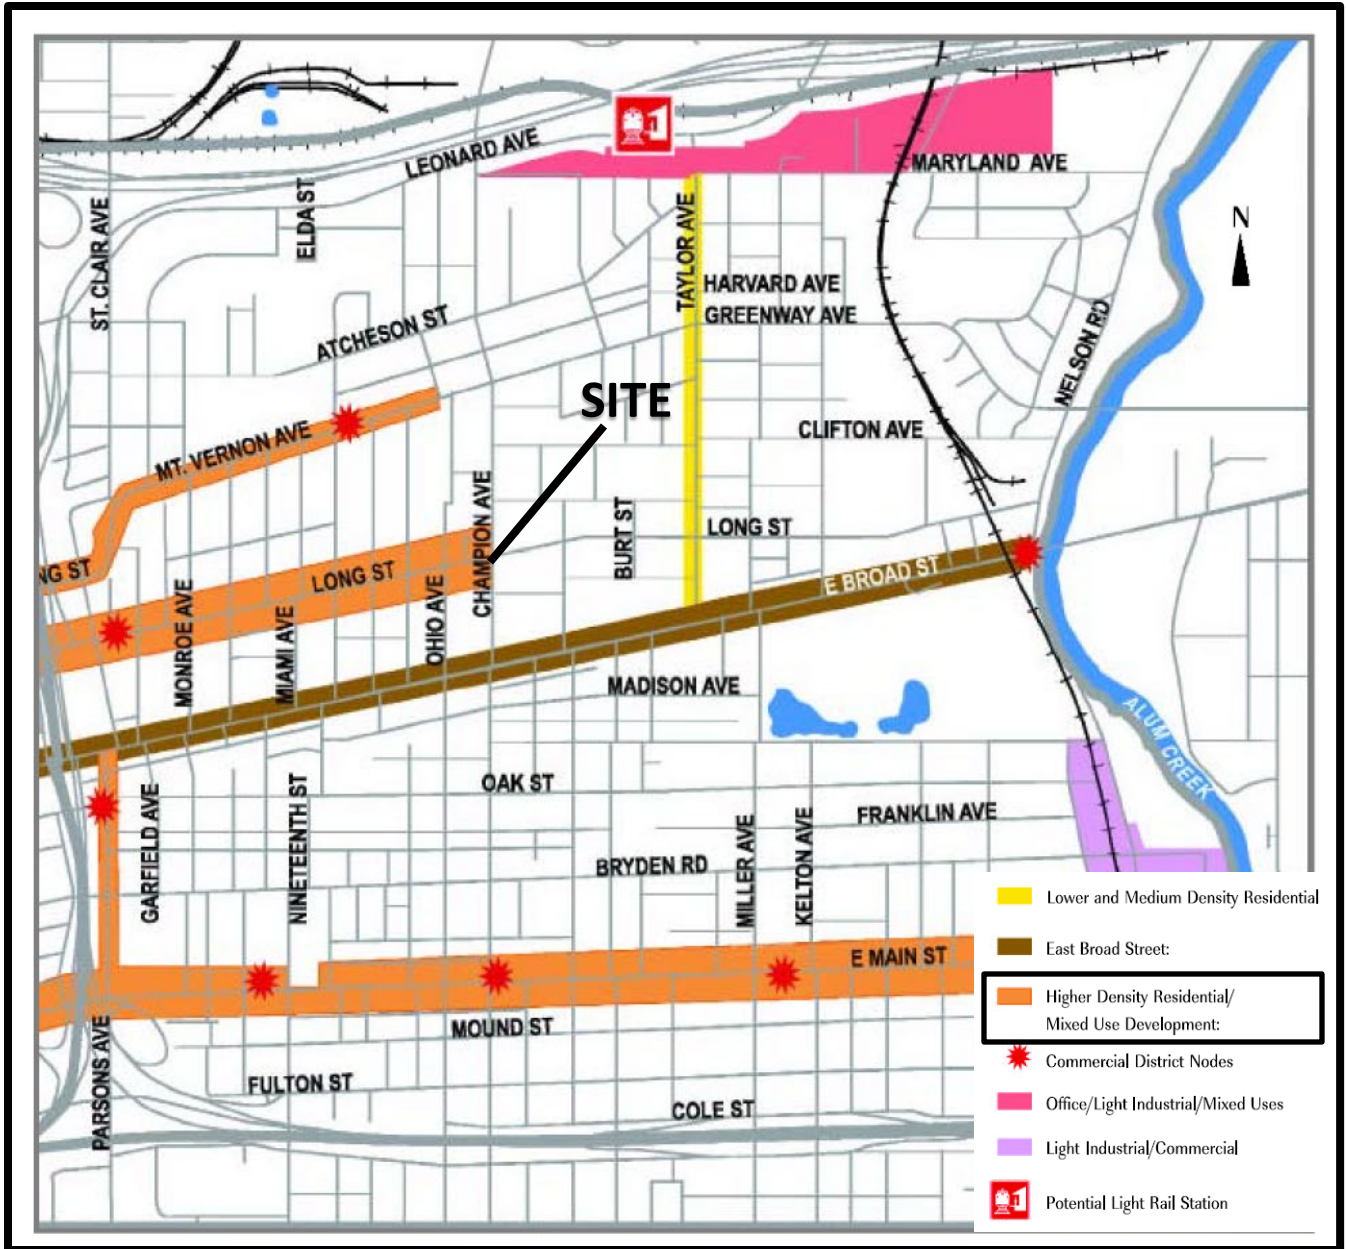 LEONARD AVE
MARYLAND AVE
ELDA ST
ST. CLAIR AVE
TAYLOR AVE
N
HARVARD AVE
GREENWAY AVE
ATCHESON ST
NELSON RD
SITE
MT. VERNON AVE
CLIFTON AVE
CHAMPION AVE
BURT ST
LONG ST
NG ST
LONG ST
E BROAD ST
MONROE AVE
MIAMI AVE
OHIO AVE
MADISON AVE
ALUM CREEK
OAK ST
GARFIELD AVE
NINETEENTH ST
FRANKLIN AVE
MILLER AVE
KELTON AVE
BRYDEN RD
E MAIN ST
MOUND ST
PARSONS AVE
FULTON ST
COLE ST
Lower and Medium Density Residential
East Broad Street:
Higher Density Residential/
Mixed Use Development:
Commercial District Nodes
Office/Light Industrial/Mixed Uses
Light Industrial/Commercial
Potential Light Rail Station